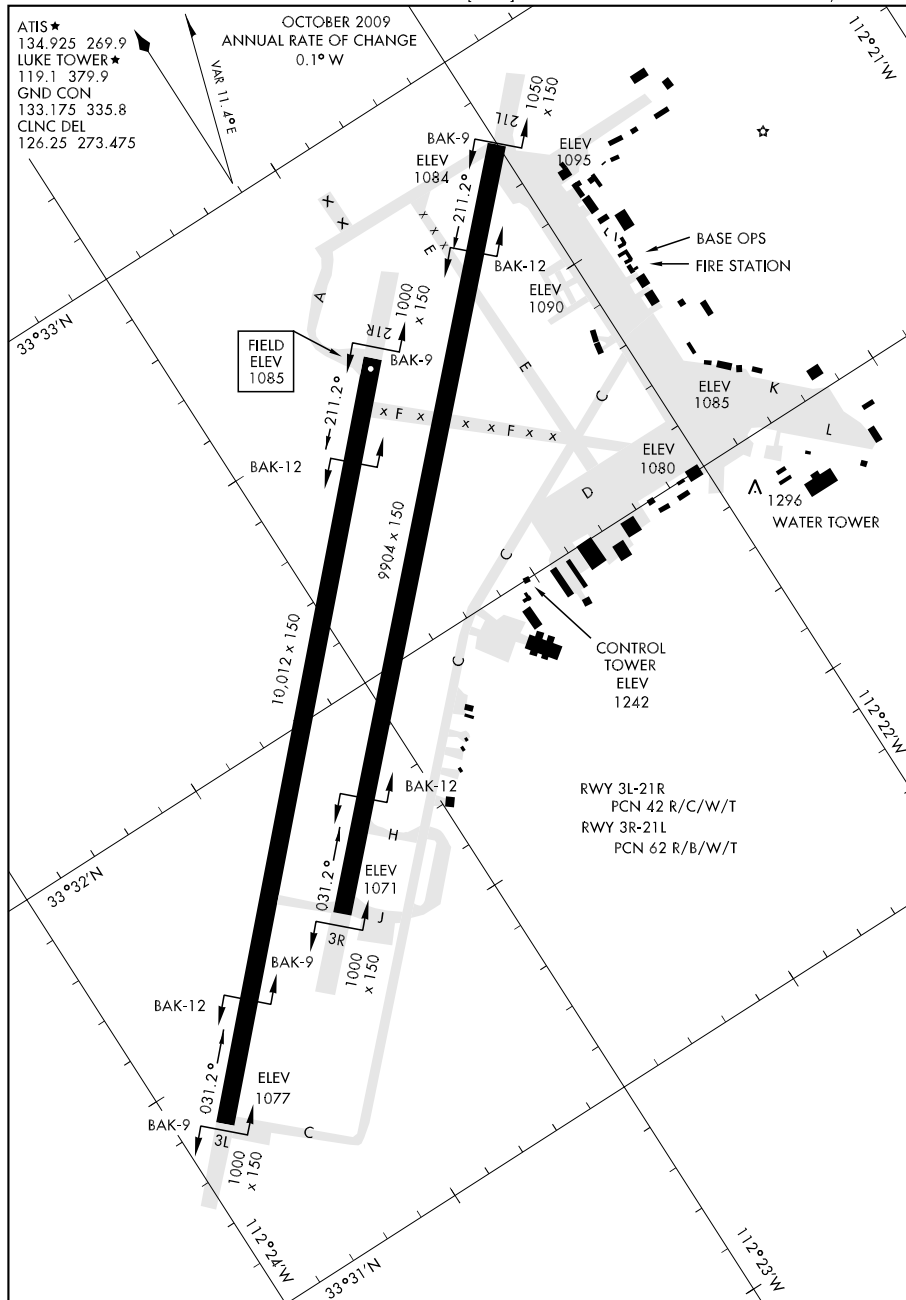 ATIS★
134.925 269.9
LUKE TOWER★
119.1 379.9
GND CON
133.175 335.8
CLNC DEL
126.25 273.475
VAR 11.4°E
OCTOBER 2009
ANNUAL RATE OF CHANGE
0.1° W
112°21'W
1050
x 150
21L
BAK-9
ELEV
1084
211.2°
ELEV
1095
x
x
x
x
x
x
E
BASE OPS
FIRE STATION
BAK-12
ELEV
1090
A
33°33'N
1000
x 150
21R
FIELD
ELEV
1085
BAK-9
211.2°
E
C
ELEV
1085
K
L
x F x x x x F x x
BAK-12
ELEV
1080
D
1296
WATER TOWER
9904 x 150
C
10,012 x 150
CONTROL
TOWER
ELEV
1242
C
112°22'W
BAK-12
RWY 3L-21R
PCN 42 R/C/W/T
RWY 3R-21L
PCN 62 R/B/W/T
H
33°32'N
031.2°
ELEV
1071
J
3R
BAK-9
1000
x 150
BAK-12
031.2°
ELEV
1077
BAK-9
3L
C
1000
x 150
112°24'W
33°31'N
112°23'W